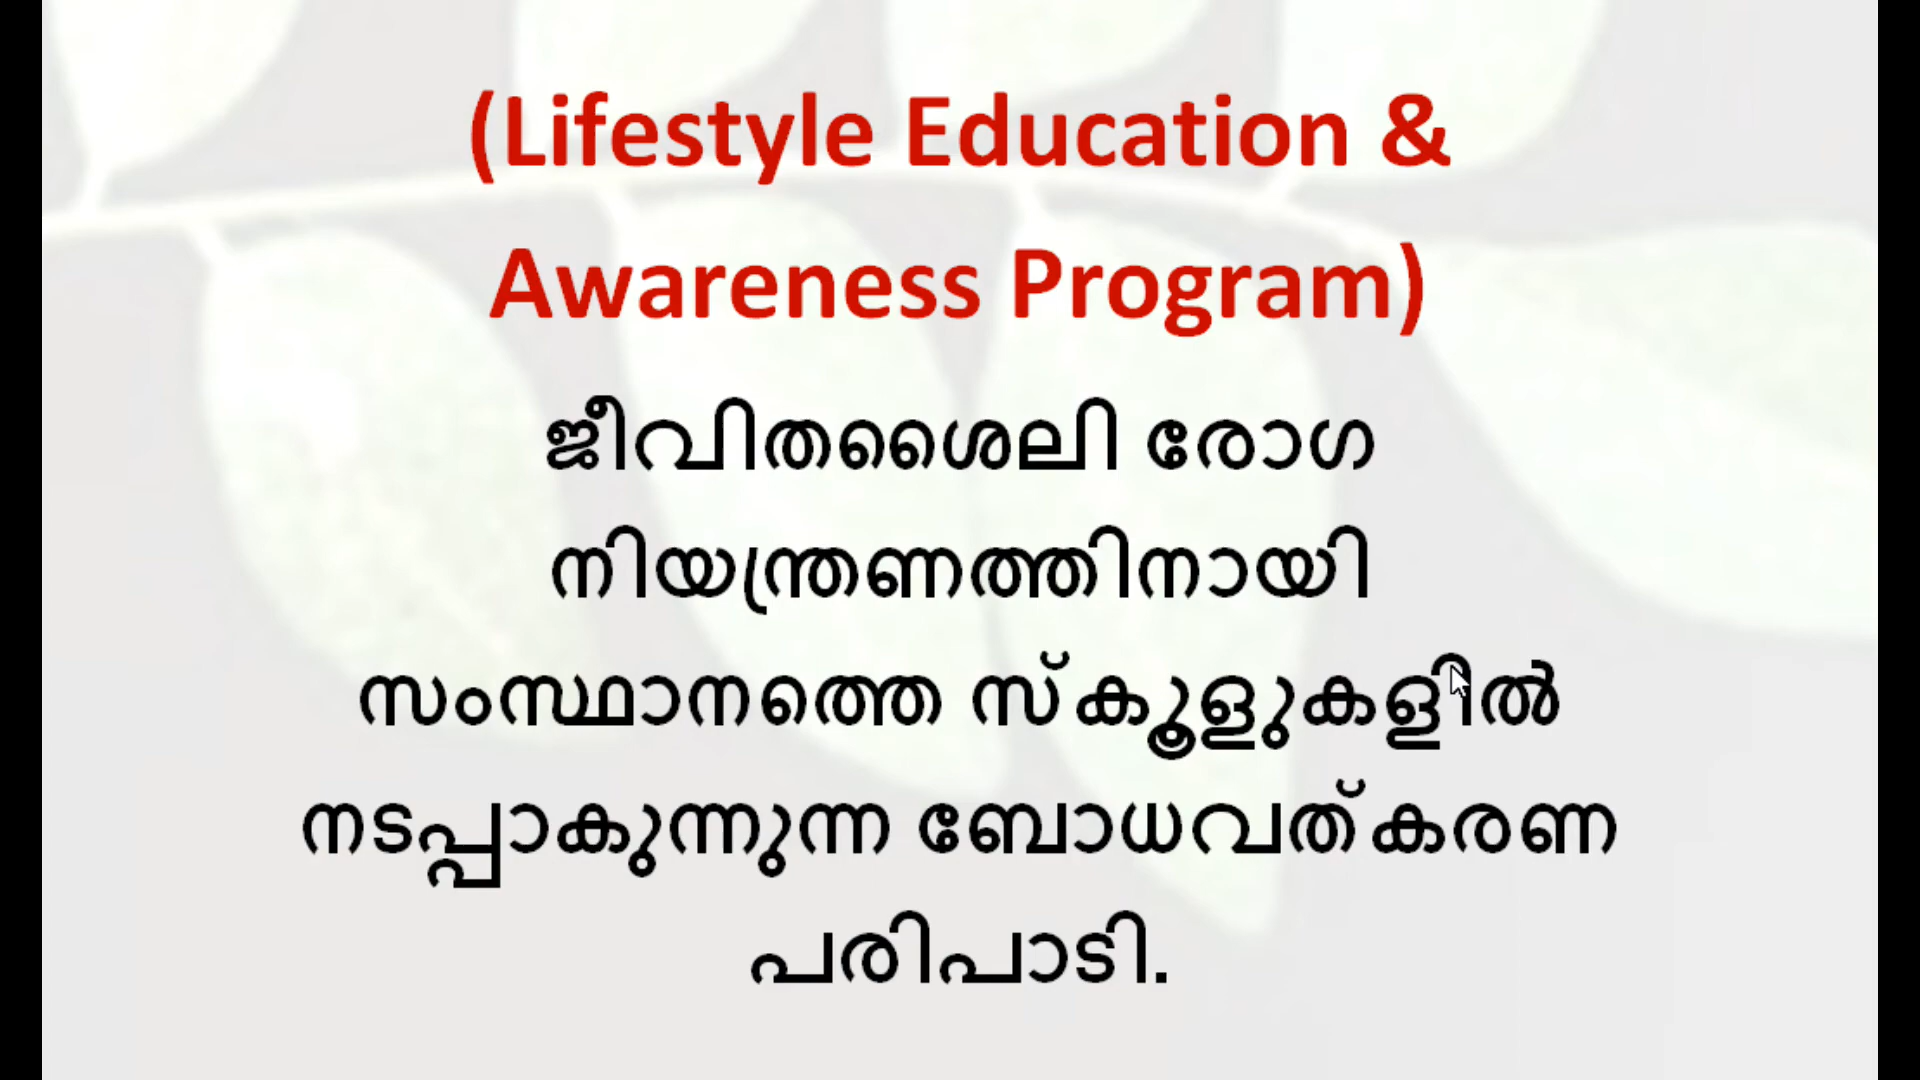 (Lifestyle Education &
Awareness Program)
ജീവിതശൈലി രോഗ
നിയന്ത്രണത്തിനായി
സംസ്ഥാനത്തെ സ്കൂളുകളിൽ
നടപ്പാകുന്നുന്ന ബോധവത്കരണ
പരിപാടി.